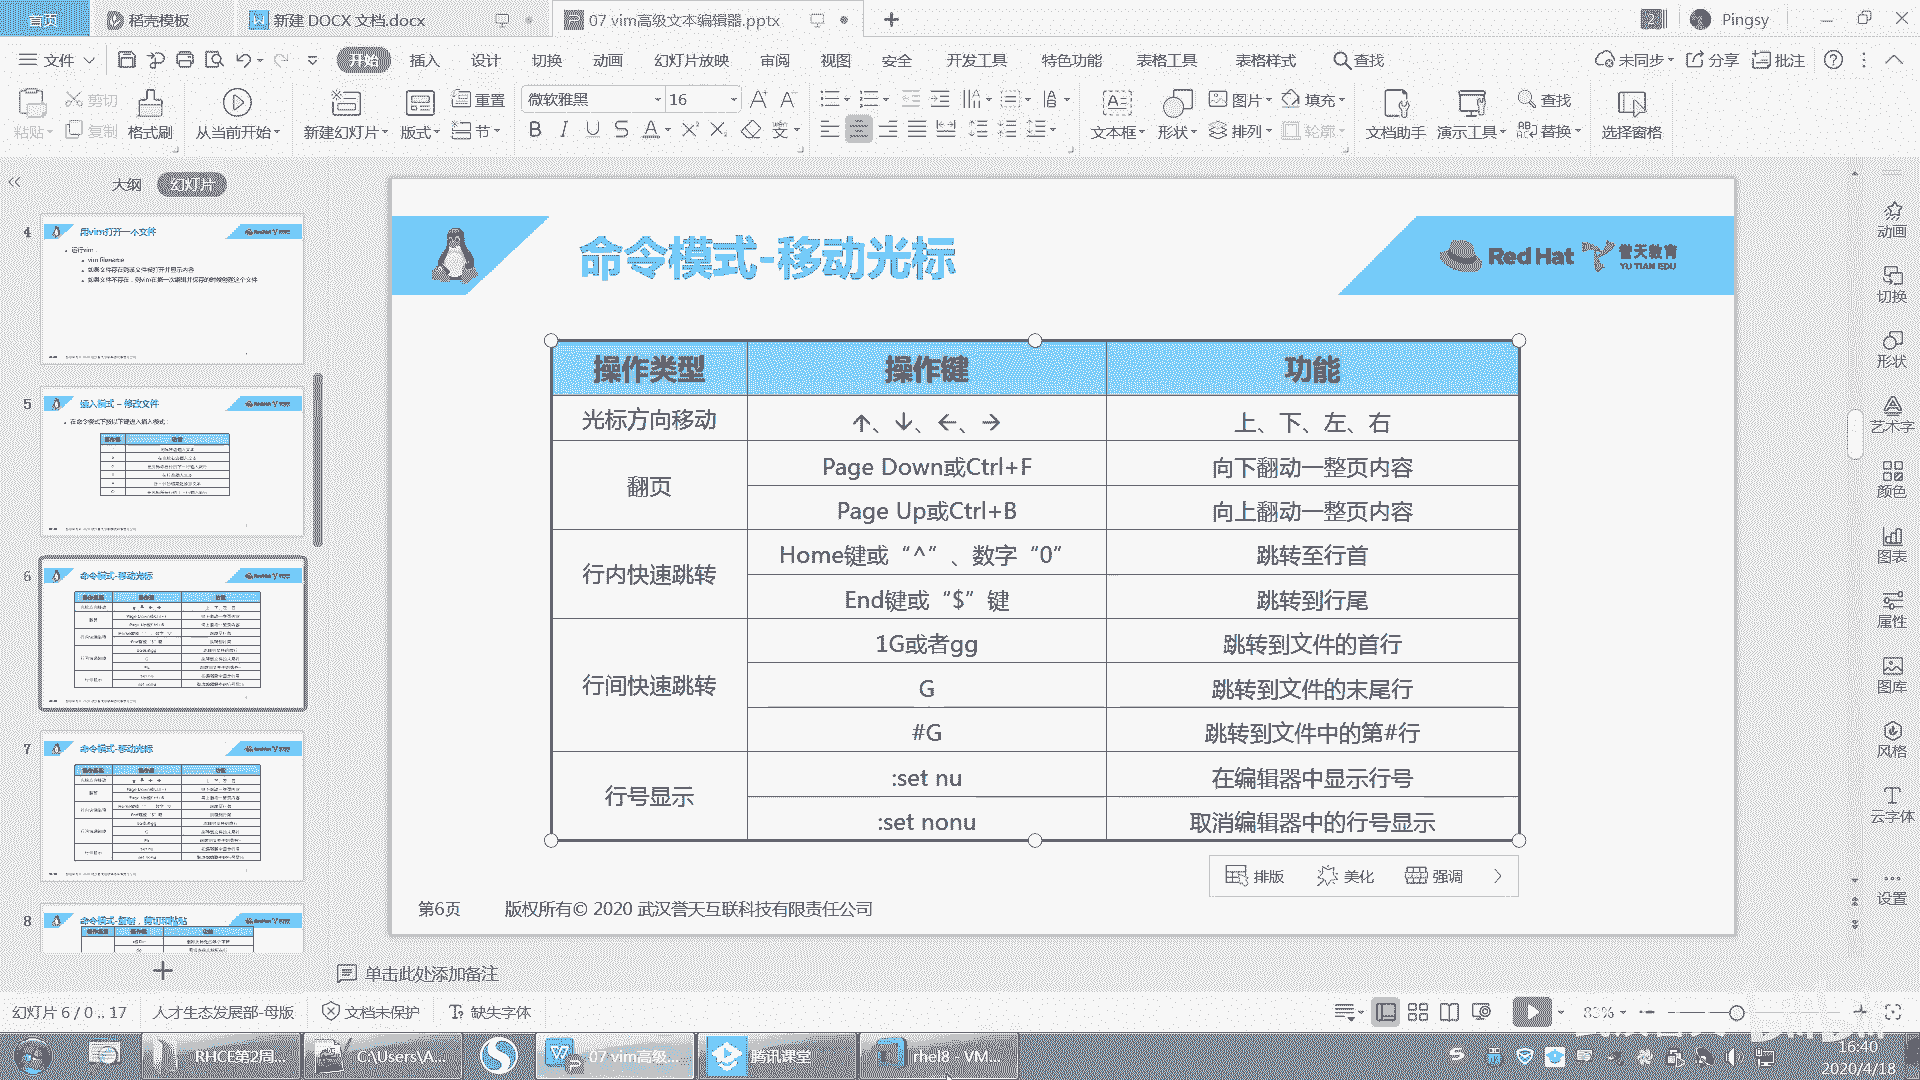 首页 稻壳模板 新建 DOCX 文档.docx 07 vim高级文本编辑器.pptx 2 Pingsy
文件 开始 插入 设计 切换 动画 幻灯片放映 审阅 视图 安全 开发工具 特色功能 表格工具 表格样式 查找 未同步 分享 批注
粘贴 剪切 复制 格式刷 从当前开始 新建幻灯片 版式 重置 节 微软雅黑 16 文本框 形状 图片 排列 填充 轮廓 文档助手 演示工具 查找 替换 选择窗格
大纲 幻灯片
4 用vim打开一个文件
运行vim
vim filename
5 插入模式 – 修改文件
6 命令模式-移动光标
7 命令模式-移动光标
8
命令模式-移动光标
Red Hat 誉天教育
YU TIAN EDU
操作类型 操作键 功能
光标方向移动 ↑、↓、←、→ 上、下、左、右
翻页 Page Down或Ctrl+F 向下翻动一整页内容
Page Up或Ctrl+B 向上翻动一整页内容
行内快速跳转 Home键或“^”、数字“0” 跳转至行首
End键或“$”键 跳转到行尾
行间快速跳转 1G或者gg 跳转到文件的首行
G 跳转到文件的末尾行
#G 跳转到文件中的第#行
行号显示 :set nu 在编辑器中显示行号
:set nonu 取消编辑器中的行号显示
排版 美化 强调
第6页 版权所有© 2020 武汉誉天互联科技有限责任公司
动画
切换
形状
艺术字
颜色
图表
属性
图库
风格
云字体
设置
单击此处添加备注
幻灯片 6 / 0 .. 17 人才生态发展部-母版 文档未保护 缺失字体 83%
RHCE第2周... C:\Users\A... 07 vim高级... 腾讯课堂 rhel8 - VM...
16:40
2020/4/18